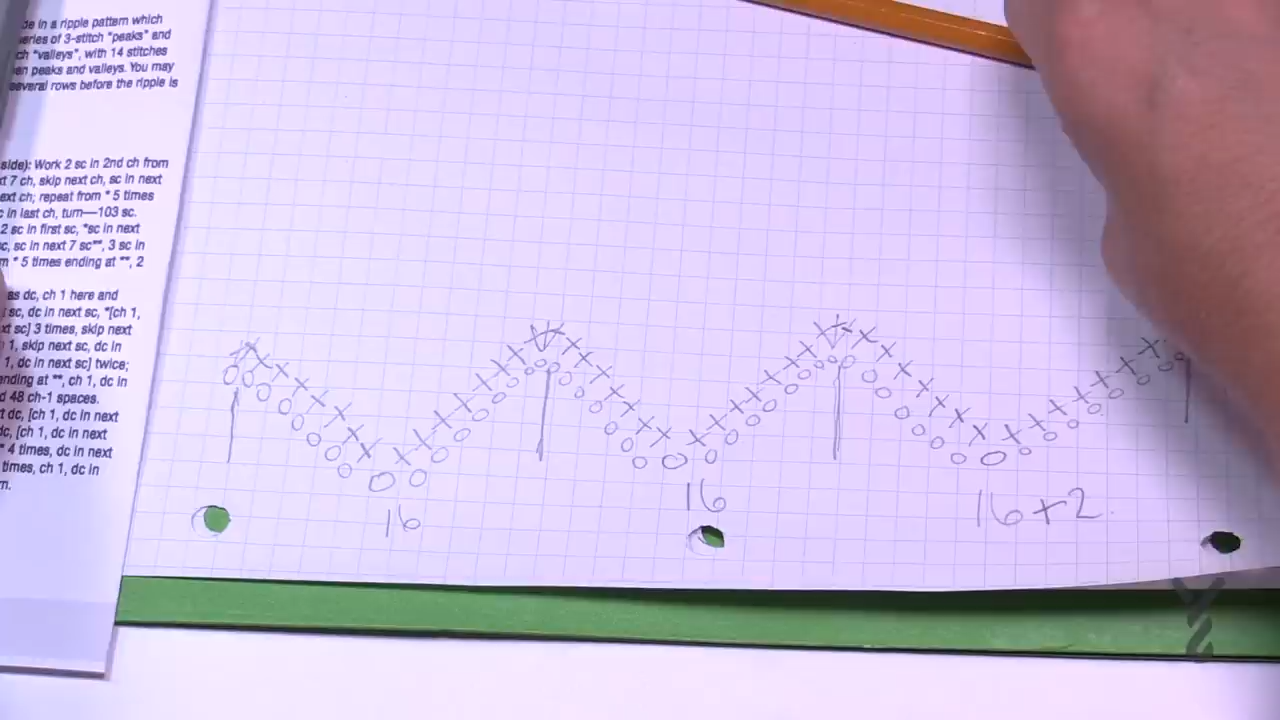 in a ripple pattern which
of 3-stitch "peaks" and
"valleys", with 14 stitches
peaks and valleys. You may
several rows before the ripple is
side): Work 2 sc in 2nd ch from
7 ch, skip next ch, sc in next
ch; repeat from * 5 times
in last ch, turn—103 sc.
2 sc in first sc, *sc in next
sc, sc in next 7 sc**, 3 sc in
* 5 times ending at **, 2
as dc, ch 1 here and
sc, dc in next sc, *[ch 1,
sc] 3 times, skip next
1, skip next sc, dc in
1, dc in next sc] twice;
ending at **, ch 1, dc in
48 ch-1 spaces.
dc, [ch 1, dc in next
dc, [ch 1, dc in next
* 4 times, dc in next
times, ch 1, dc in
16
16
16+2